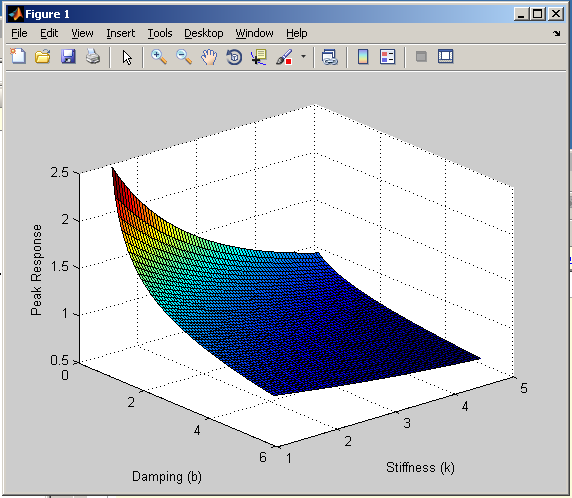 Figure 1
File Edit View Insert Tools Desktop Window Help
2.5
2
1.5
1
0.5
Peak Response
0
2
4
6
Damping (b)
1
2
3
4
5
Stiffness (k)